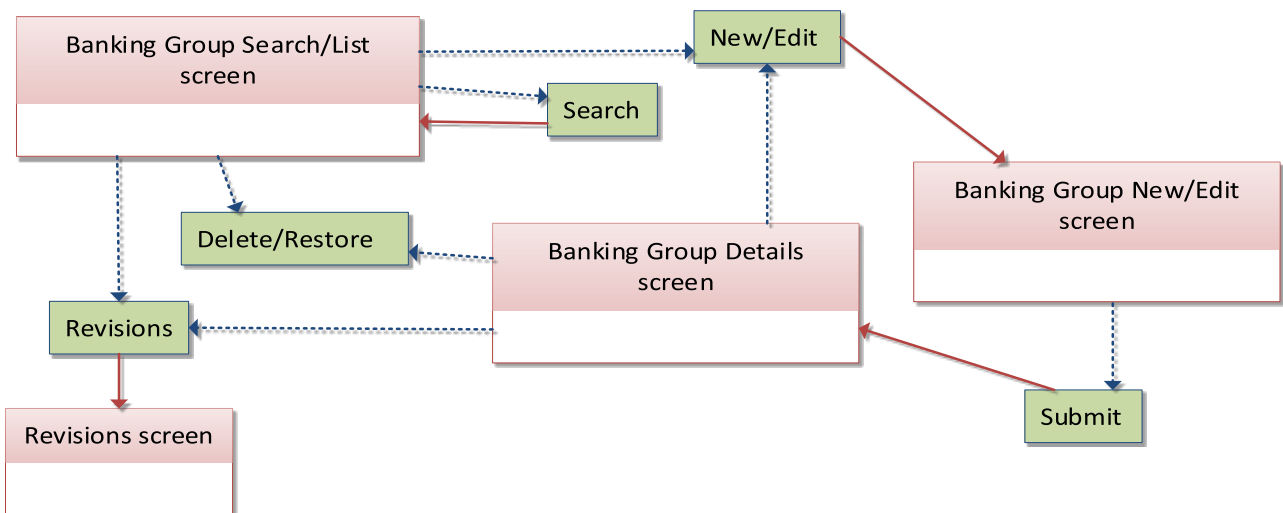 Banking Group Search/List
screen
New/Edit
Search
Banking Group New/Edit
screen
Delete/Restore
Banking Group Details
screen
Revisions
Submit
Revisions screen